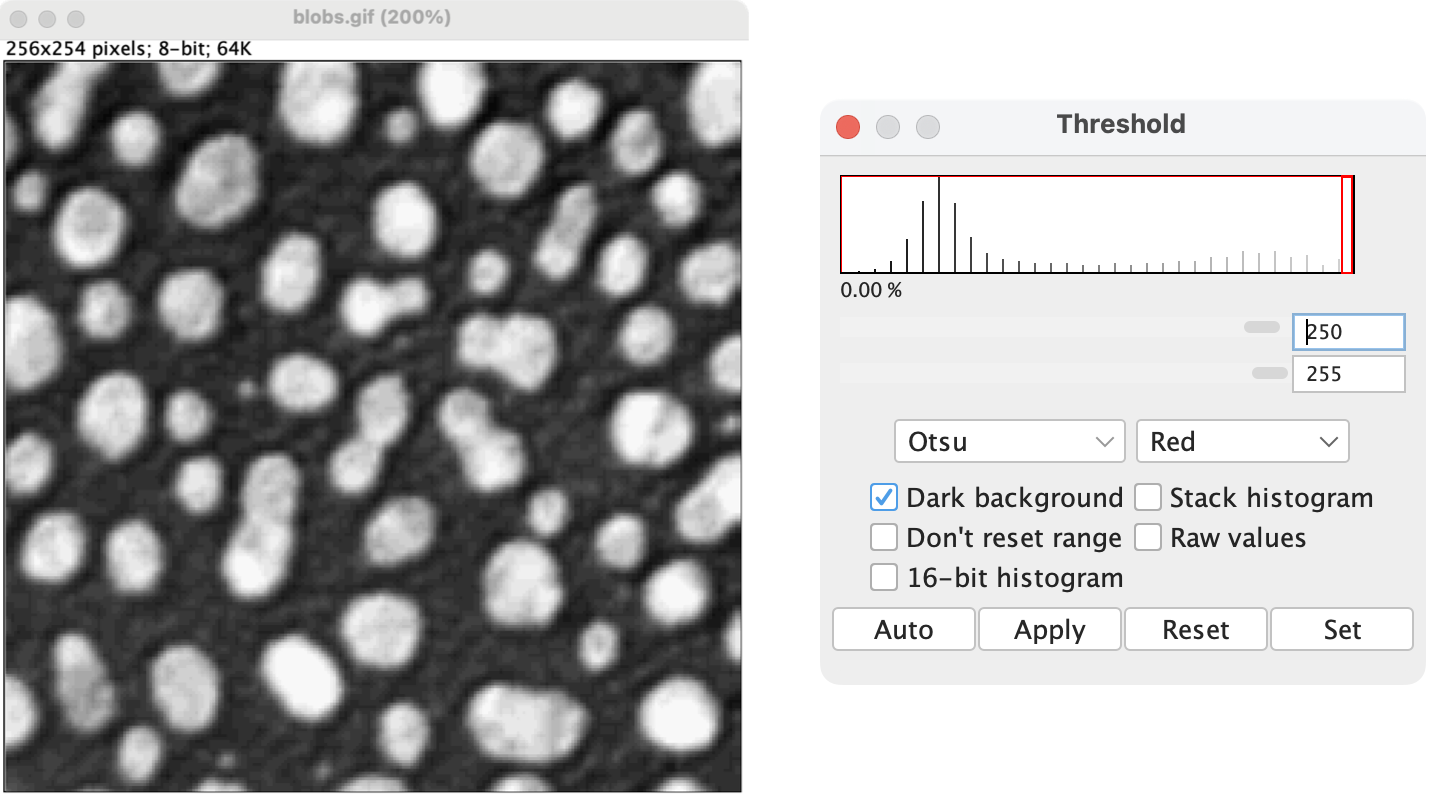 blobs.gif (200%)
256x254 pixels; 8-bit; 64K
Threshold
0.00 %
250
255
Otsu Red
Dark background Stack histogram
Don't reset range Raw values
16-bit histogram
Auto Apply Reset Set